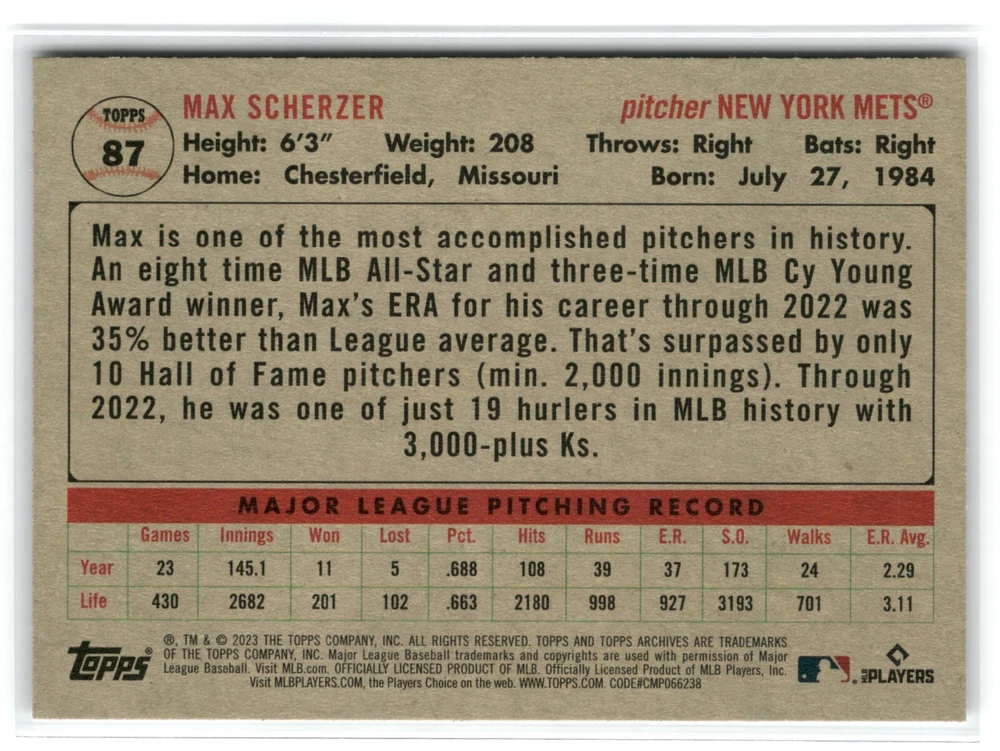 TOPPS
87
MAX SCHERZER pitcher NEW YORK METS®
Height: 6'3" Weight: 208 Throws: Right Bats: Right
Home: Chesterfield, Missouri Born: July 27, 1984
Max is one of the most accomplished pitchers in history.
An eight time MLB All-Star and three-time MLB Cy Young
Award winner, Max's ERA for his career through 2022 was
35% better than League average. That's surpassed by only
10 Hall of Fame pitchers (min. 2,000 innings). Through
2022, he was one of just 19 hurlers in MLB history with
3,000-plus Ks.
MAJOR LEAGUE PITCHING RECORD
Games Innings Won Lost Pct. Hits Runs E.R. S.O. Walks E.R. Avg.
Year 23 145.1 11 5 .688 108 39 37 173 24 2.29
Life 430 2682 201 102 .663 2180 998 927 3193 701 3.11
topps®
®, TM & © 2023 THE TOPPS COMPANY, INC. ALL RIGHTS RESERVED. TOPPS AND TOPPS ARCHIVES ARE TRADEMARKS
OF THE TOPPS COMPANY, INC. Major League Baseball trademarks and copyrights are used with permission of Major
League Baseball. Visit MLB.com. OFFICIALLY LICENSED PRODUCT OF MLB. Officially Licensed Product of MLB Players, Inc.
Visit MLBPLAYERS.COM, the Players Choice on the web. WWW.TOPPS.COM. CODE#CMP066238
MLB PLAYERS